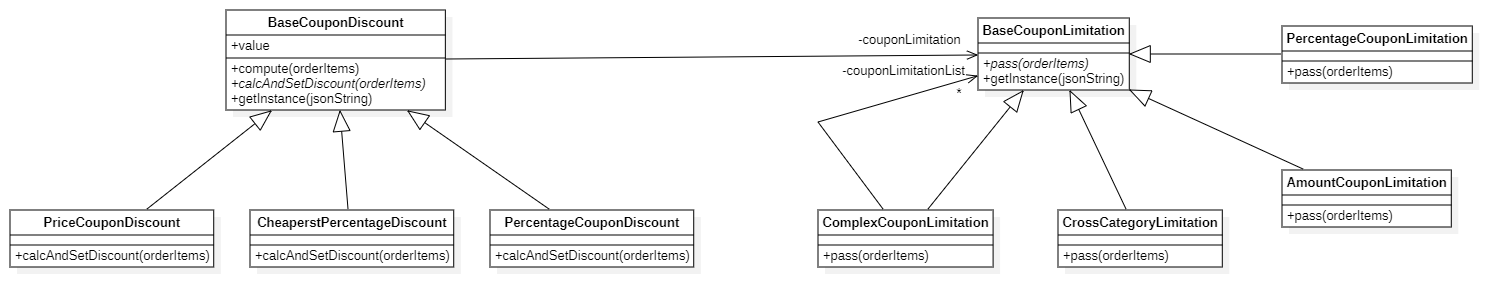 BaseCouponDiscount
+value
+compute(orderItems)
+calcAndSetDiscount(orderItems)
+getInstance(jsonString)
-couponLimitation
-couponLimitationList
*
BaseCouponLimitation
+pass(orderItems)
+getInstance(jsonString)
PercentageCouponLimitation
+pass(orderItems)
AmountCouponLimitation
+pass(orderItems)
PriceCouponDiscount
+calcAndSetDiscount(orderItems)
CheaperstPercentageDiscount
+calcAndSetDiscount(orderItems)
PercentageCouponDiscount
+calcAndSetDiscount(orderItems)
ComplexCouponLimitation
+pass(orderItems)
CrossCategoryLimitation
+pass(orderItems)